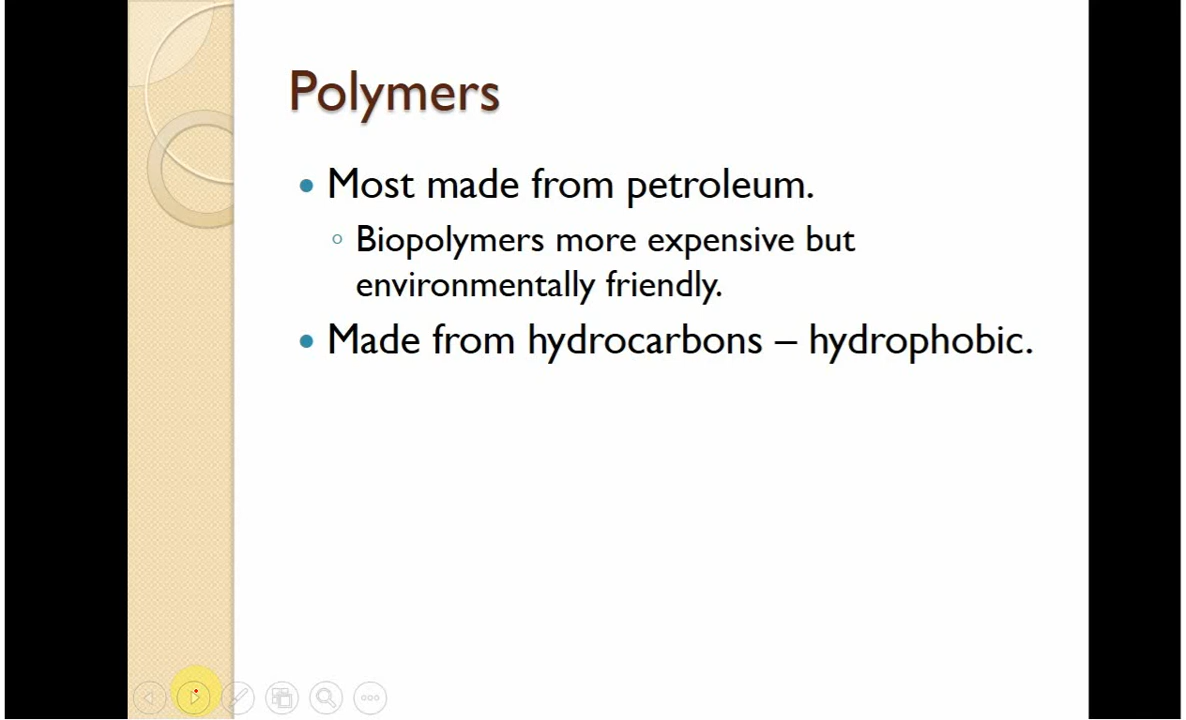 Polymers
• Most made from petroleum.
◦ Biopolymers more expensive but
environmentally friendly.
• Made from hydrocarbons – hydrophobic.